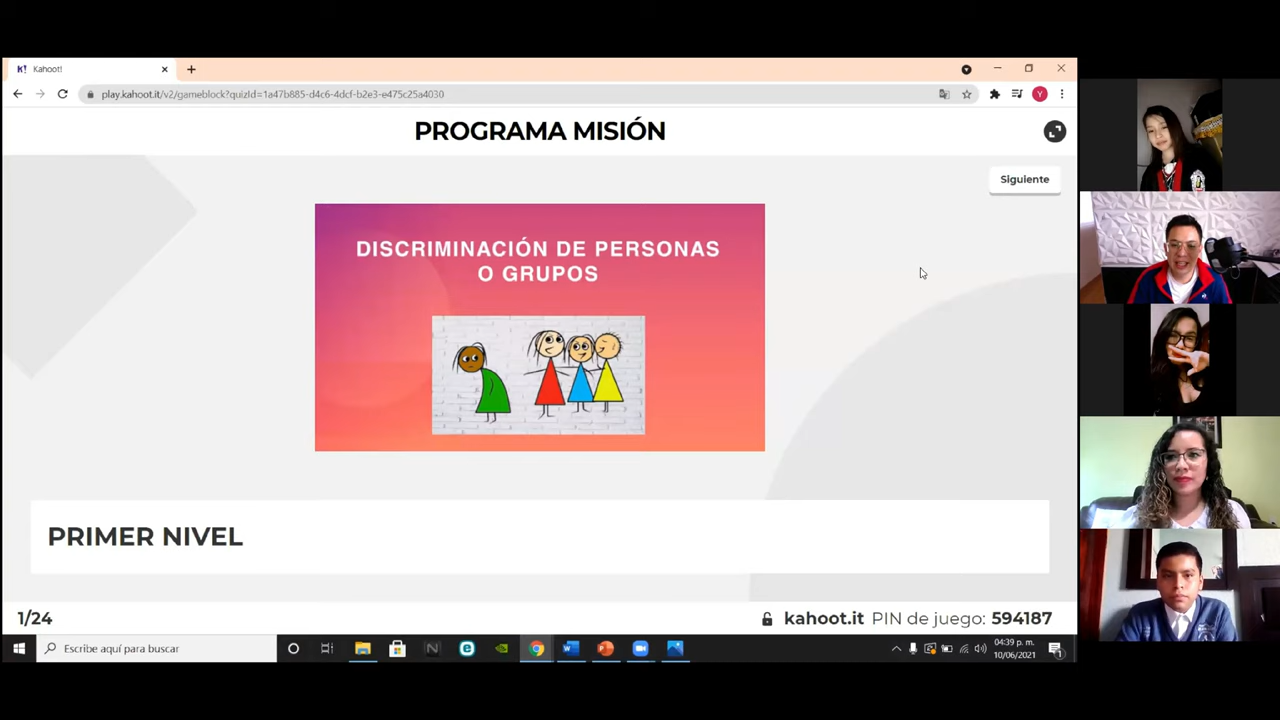 K! Kahoot!
play.kahoot.it/v2/gameblock?quizId=1a47b885-d4c6-4dcf-b2e3-e475c25a4030
Y
PROGRAMA MISIÓN
Siguiente
DISCRIMINACIÓN DE PERSONAS
O GRUPOS
PRIMER NIVEL
1/24
kahoot.it PIN de juego: 594187
Escribe aquí para buscar
04:39 p. m.
10/06/2021